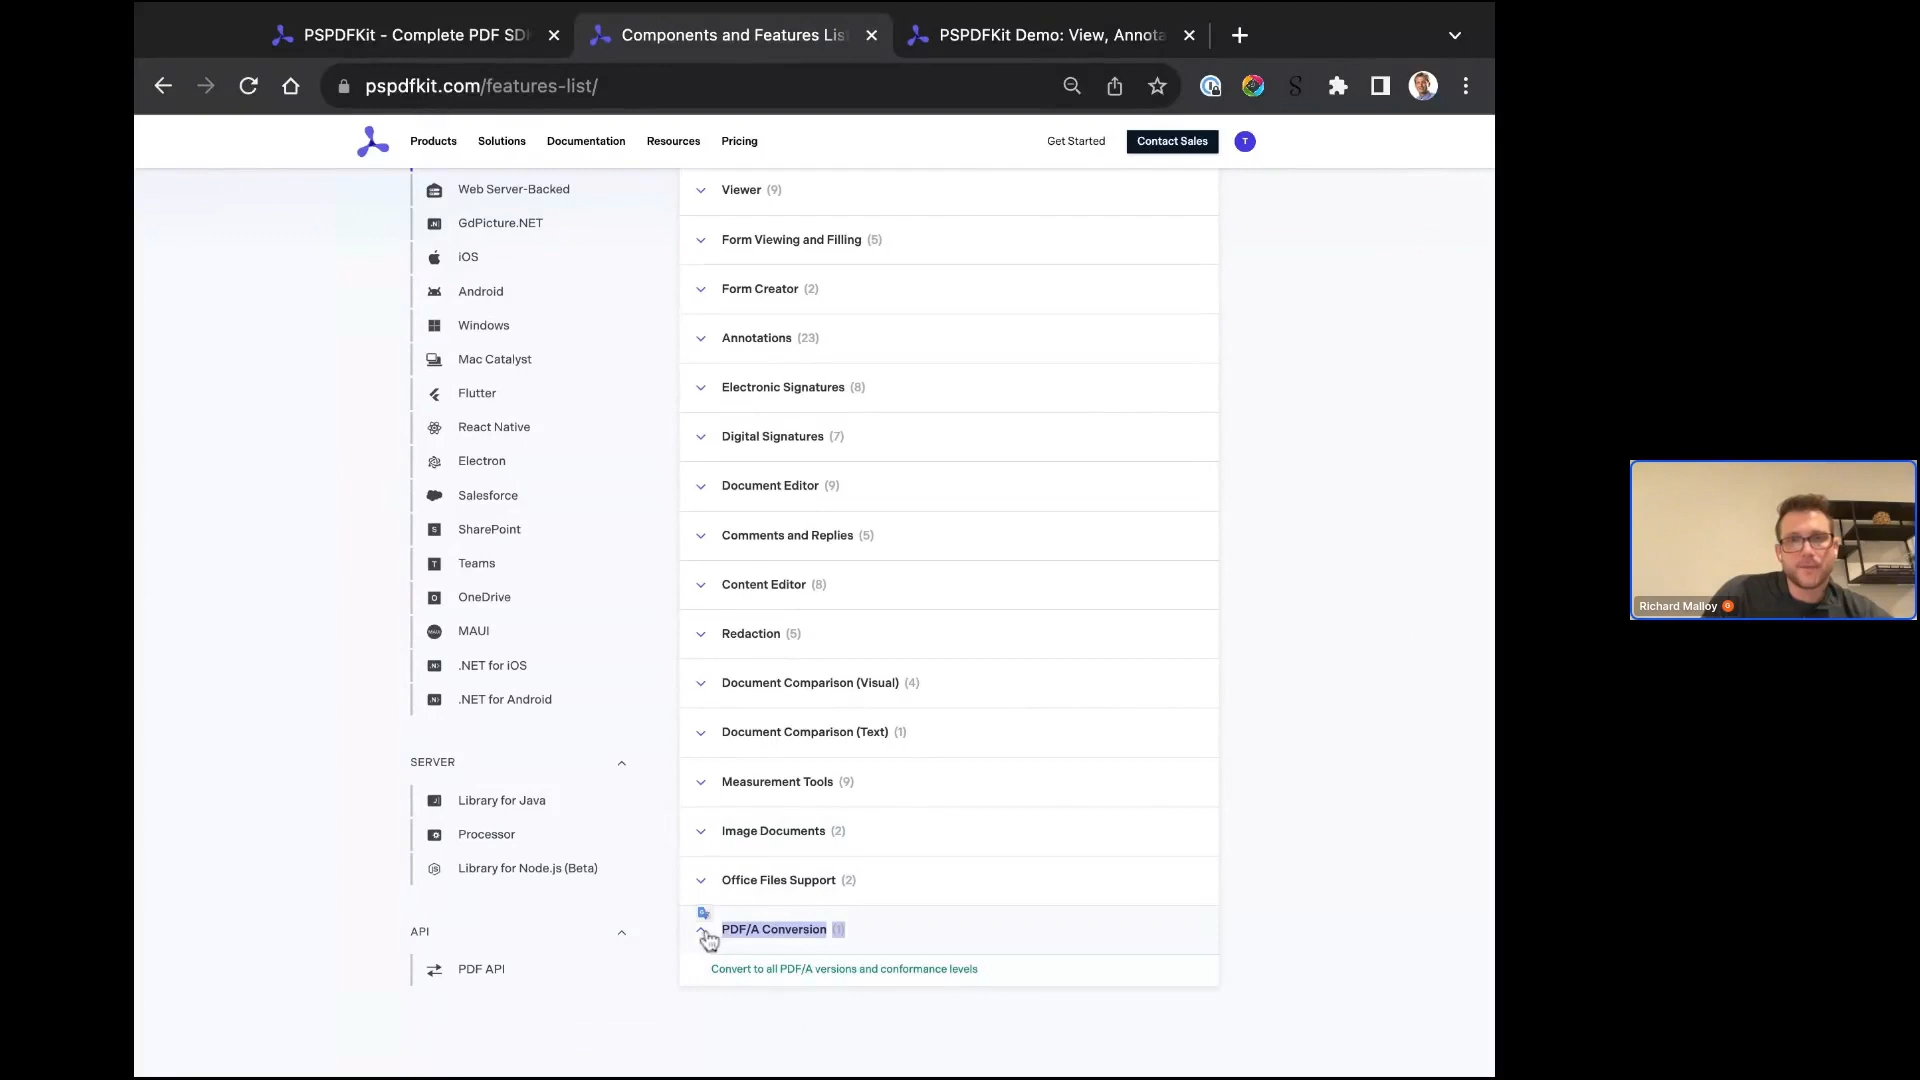 PSPDFKit - Complete PDF SD
Components and Features Lis
PSPDFKit Demo: View, Annota
pspdfkit.com/features-list/
Products
Solutions
Documentation
Resources
Pricing
Get Started
Contact Sales
T
Web Server-Backed
GdPicture.NET
iOS
Android
Windows
Mac Catalyst
Flutter
React Native
Electron
Salesforce
SharePoint
Teams
OneDrive
MAUI
.NET for iOS
.NET for Android
SERVER
Library for Java
Processor
Library for Node.js (Beta)
API
PDF API
Viewer (9)
Form Viewing and Filling (5)
Form Creator (2)
Annotations (23)
Electronic Signatures (8)
Digital Signatures (7)
Document Editor (9)
Comments and Replies (5)
Content Editor (8)
Redaction (5)
Document Comparison (Visual) (4)
Document Comparison (Text) (1)
Measurement Tools (9)
Image Documents (2)
Office Files Support (2)
PDF/A Conversion (1)
Convert to all PDF/A versions and conformance levels
Richard Malloy